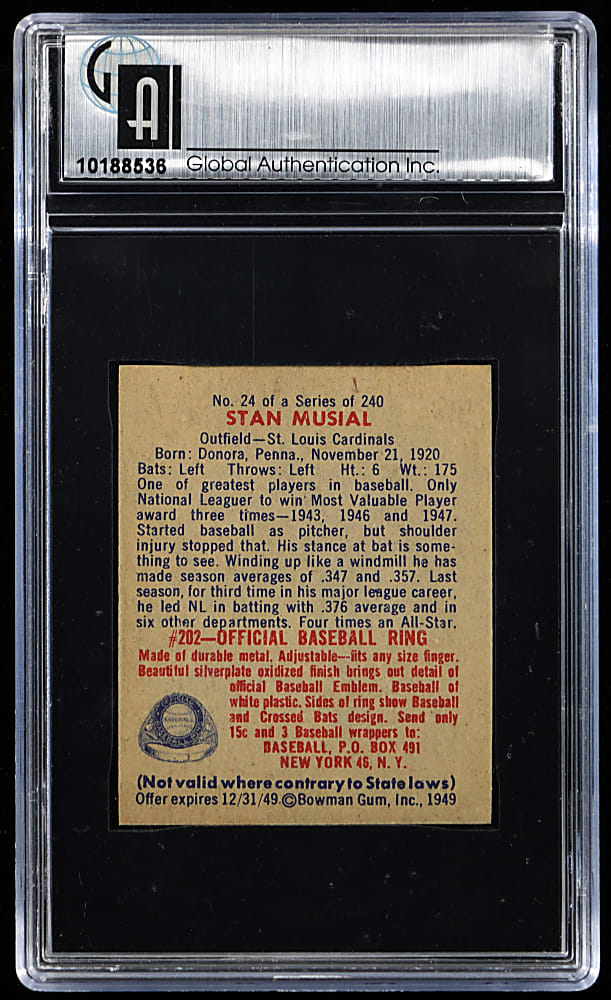 GA
10188536 Global Authentication Inc.
No. 24 of a Series of 240
STAN MUSIAL
Outfield—St. Louis Cardinals
Born: Donora, Penna., November 21, 1920
Bats: Left Throws: Left Ht.: 6 Wt.: 175
One of greatest players in baseball. Only
National Leaguer to win Most Valuable Player
award three times—1943, 1946 and 1947.
Started baseball as pitcher, but shoulder
injury stopped that. His stance at bat is some-
thing to see. Winding up like a windmill he has
made season averages of .347 and .357. Last
season, for third time in his major league career,
he led NL in batting with .376 average and in
six other departments. Four times an All-Star.
#202—OFFICIAL BASEBALL RING
Made of durable metal. Adjustable—fits any size finger.
Beautiful silverplate oxidized finish brings out detail of
official Baseball Emblem. Baseball of
white plastic. Sides of ring show Baseball
and Crossed Bats design. Send only
15c and 3 Baseball wrappers to:
BASEBALL, P.O. BOX 491
NEW YORK 46, N. Y.
BASEBALL
(Not valid where contrary to State laws)
Offer expires 12/31/49 ©Bowman Gum, Inc., 1949